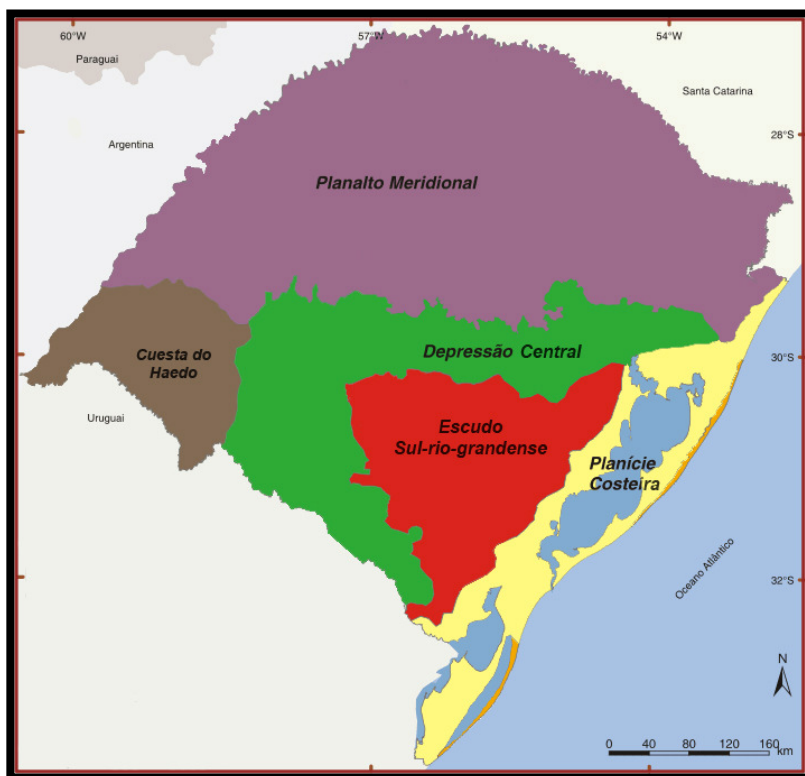 60°W
57°W
54°W
Paraguai
Santa Catarina
28°S
Argentina
Planalto Meridional
Cuesta do
Haedo
Depressão Central
30°S
Uruguai
Escudo
Sul-rio-grandense
Planície
Costeira
Oceano Atlântico
32°S
N
0 40 80 120 160
km